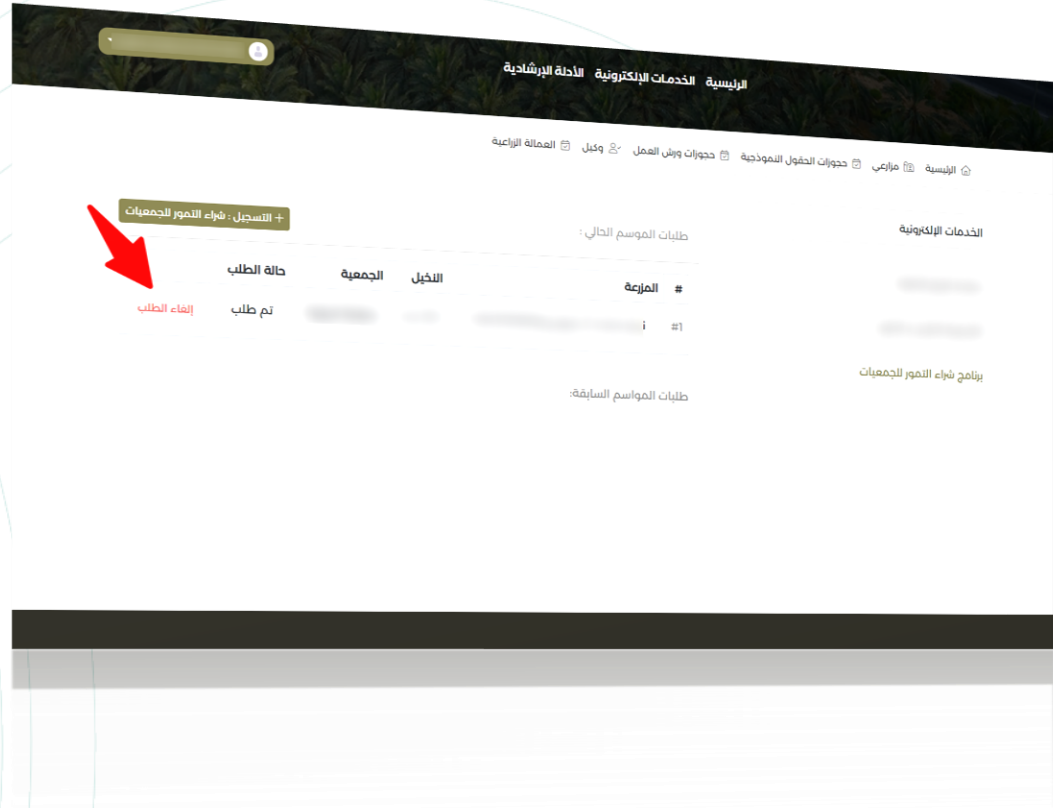 الرئيسية الخدمات الإلكترونية الأدلة الإرشادية
الرئيسية مزارعي حجوزات الحقول النموذجية حجوزات ورش العمل وكيل العمالة الزراعية
الخدمات الإلكترونية
برنامج شراء التمور للجمعيات
طلبات الموسم الحالي :
+ التسجيل : شراء التمور للجمعيات
# المزرعة النخيل الجمعية حالة الطلب
#1 تم طلب إلغاء الطلب
طلبات المواسم السابقة: